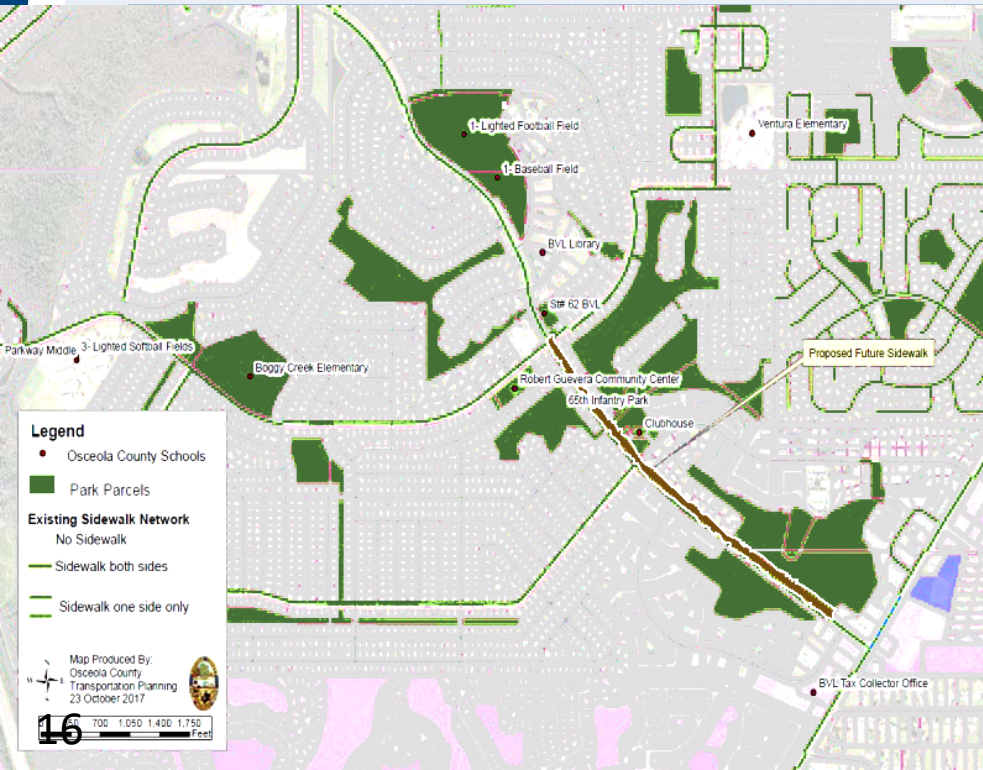 1- Lighted Football Field
Ventura Elementary
1- Baseball Field
BVL Library
St# 62 BVL
Parkway Middle
3- Lighted Softball Fields
Proposed Future Sidewalk
Boggy Creek Elementary
Robert Guevera Community Center
65th Infantry Park
Clubhouse
Legend
Osceola County Schools
Park Parcels
Existing Sidewalk Network
No Sidewalk
Sidewalk both sides
Sidewalk one side only
Map Produced By:
Osceola County
Transportation Planning
23 October 2017
W E
700 1,050 1,400 1,750
Feet
16
BVL Tax Collector Office